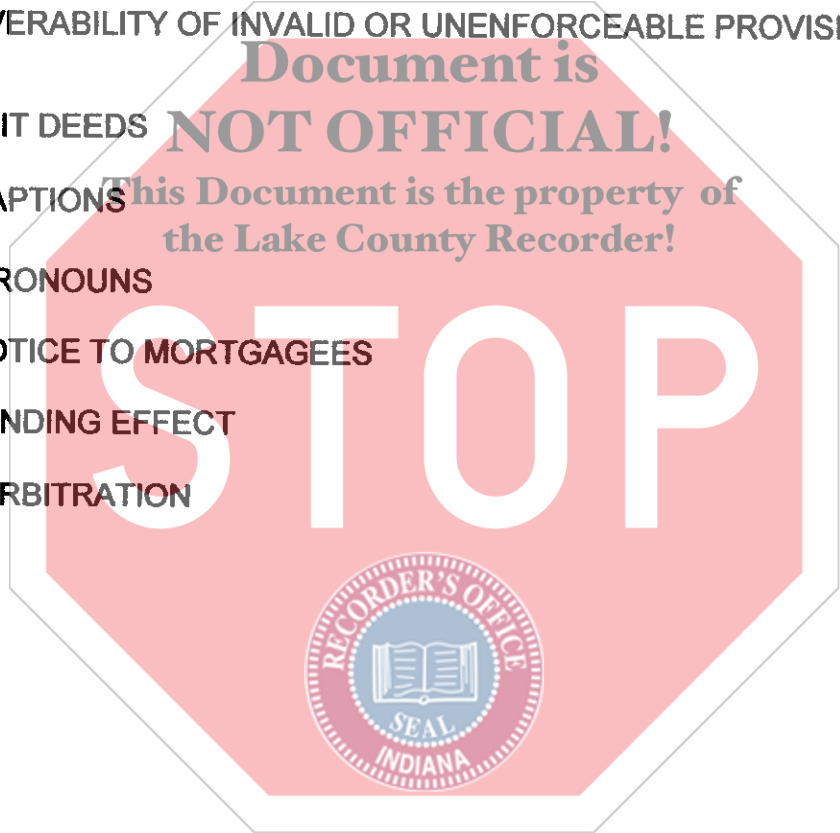 VERABILITY OF INVALID OR UNENFORCEABLE PROVISI
Document is
IT DEEDS
NOT OFFICIAL!
APTIONS
This Document is the property of
the Lake County Recorder!
RONOUNS
OTICE TO MORTGAGEES
STOP
NDING EFFECT
RBITRATION
RECORDER'S OFFICE
SEAL
INDIANA